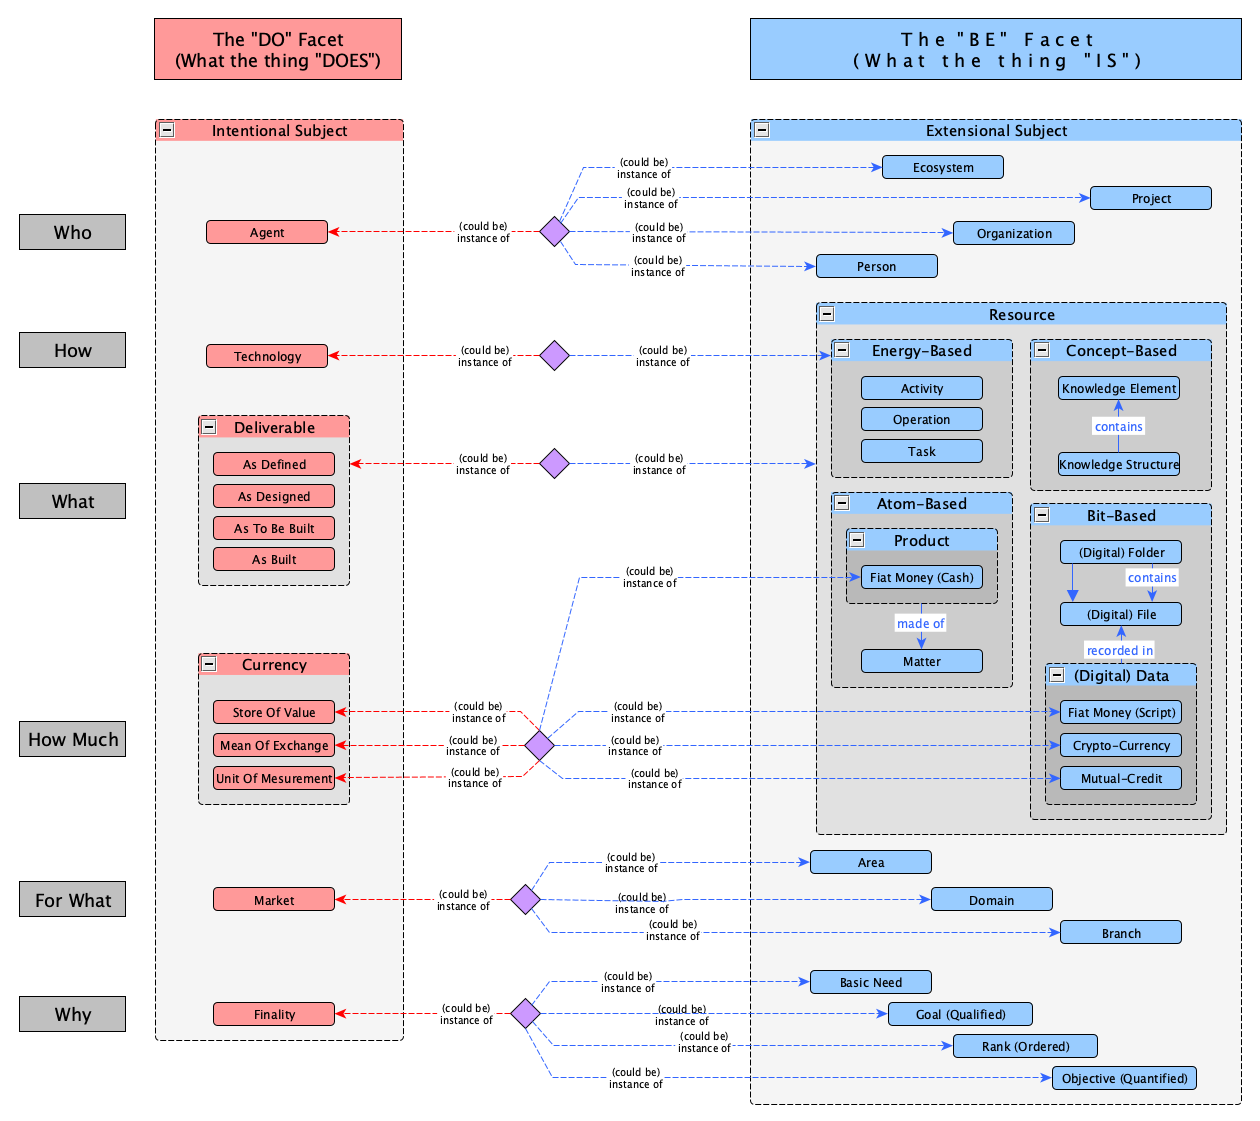 The "DO" Facet
(What the thing "DOES")
The "BE" Facet
(What the thing "IS")
Intentional Subject
Extensional Subject
Who
Agent
(could be)
instance of
(could be)
instance of
Ecosystem
(could be)
instance of
Project
(could be)
instance of
Organization
(could be)
instance of
Person
How
Technology
(could be)
instance of
(could be)
instance of
Resource
Energy-Based
Activity
Operation
Task
Concept-Based
Knowledge Element
contains
Knowledge Structure
What
Deliverable
As Defined
As Designed
As To Be Built
As Built
(could be)
instance of
(could be)
instance of
Atom-Based
Product
Fiat Money (Cash)
made of
Matter
Bit-Based
(Digital) Folder
contains
(Digital) File
recorded in
(Digital) Data
Fiat Money (Script)
Crypto-Currency
Mutual-Credit
How Much
Currency
Store Of Value
Mean Of Exchange
Unit Of Mesurement
(could be)
instance of
(could be)
instance of
(could be)
instance of
(could be)
instance of
(could be)
instance of
(could be)
instance of
(could be)
instance of
For What
Market
(could be)
instance of
(could be)
instance of
Area
(could be)
instance of
Domain
(could be)
instance of
Branch
Why
Finality
(could be)
instance of
(could be)
instance of
Basic Need
(could be)
instance of
Goal (Qualified)
(could be)
instance of
Rank (Ordered)
(could be)
instance of
Objective (Quantified)